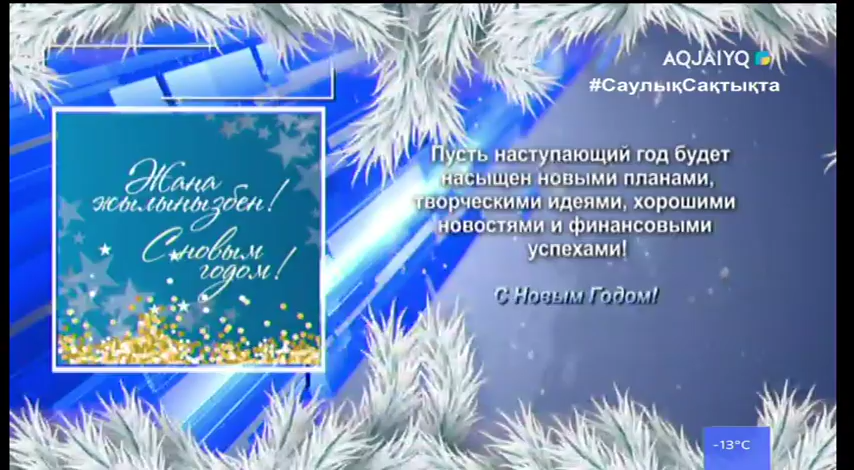 AQJAIYQ
#СаулықСақтықта
Жаңа
жылыңызбен!
С новым
годом!
Пусть наступающий год будет
насыщен новыми планами,
творческими идеями, хорошими
новостями и финансовыми
успехами!
С Новым Годом!
-13°C